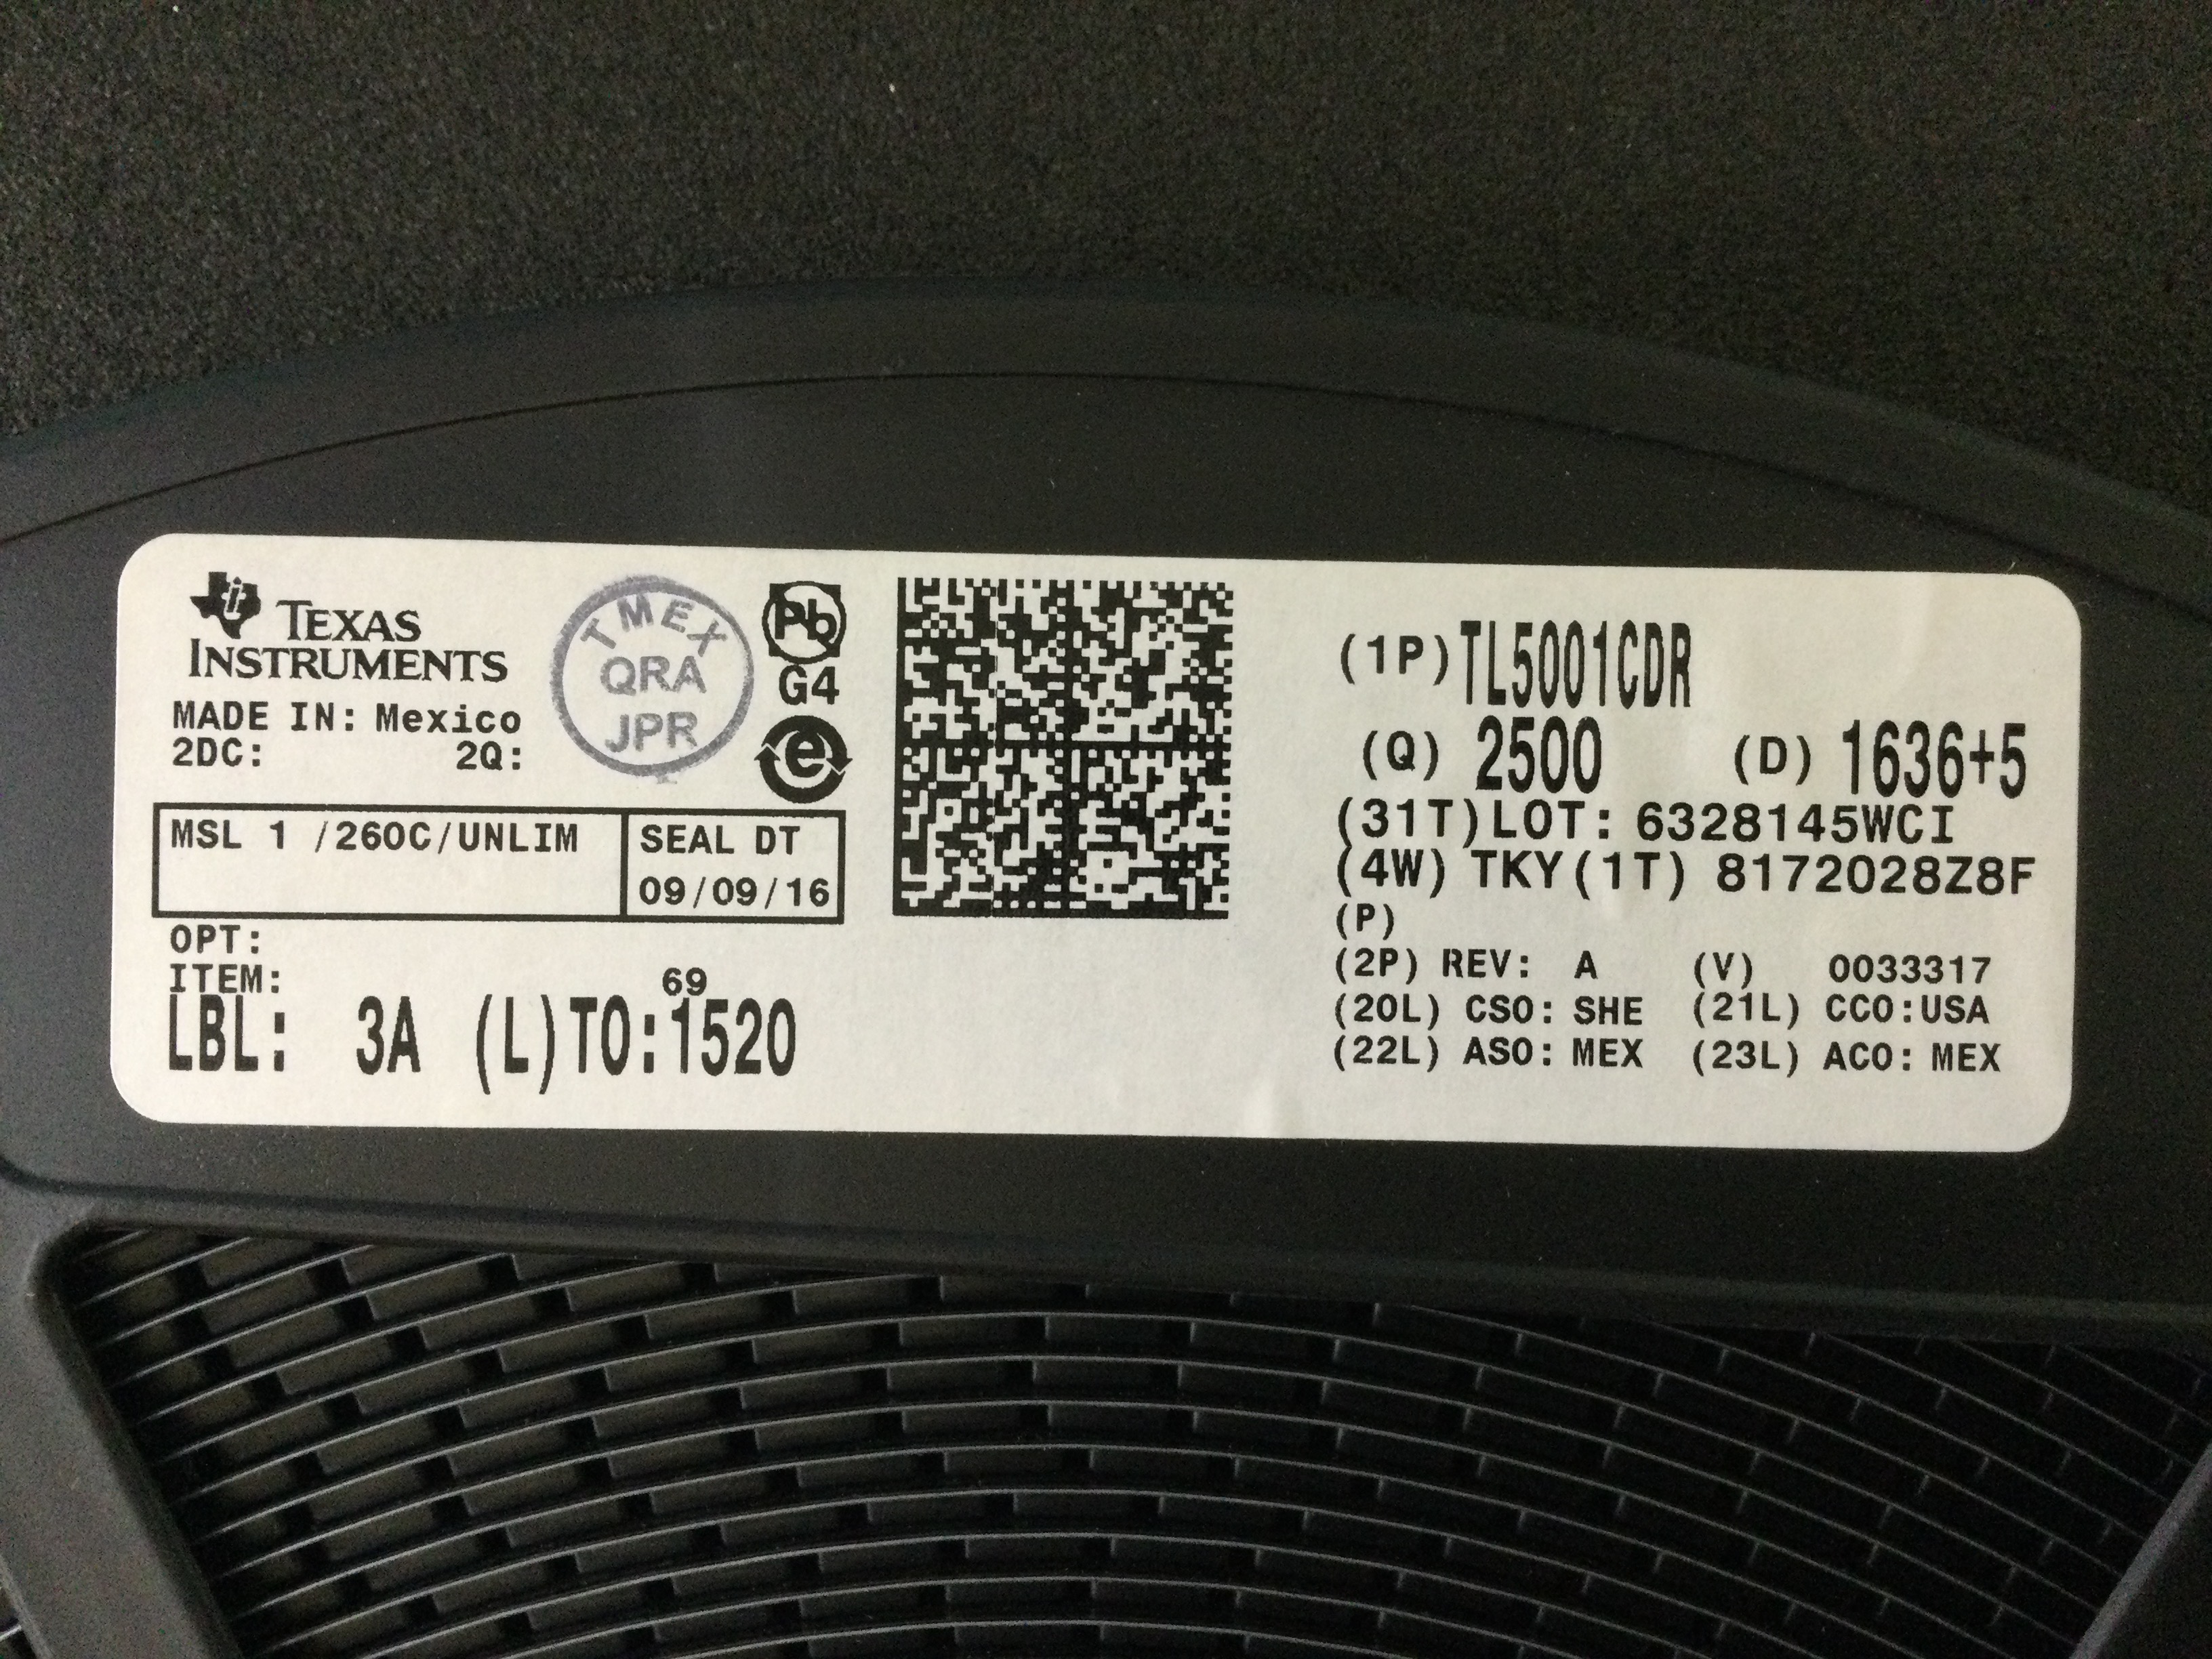 TEXAS
INSTRUMENTS
MADE IN: Mexico
2DC: 2Q:
TMEX
QRA
JPR
Pb
G4
e
MSL 1 /260C/UNLIM
SEAL DT
09/09/16
OPT:
ITEM:
69
LBL: 3A (L)TO:1520
(1P)TL5001CDR
(Q) 2500 (D) 1636+5
(31T)LOT: 6328145WCI
(4W) TKY(1T) 8172028Z8F
(P)
(2P) REV: A (V) 0033317
(20L) CSO: SHE (21L) CCO:USA
(22L) ASO: MEX (23L) ACO: MEX